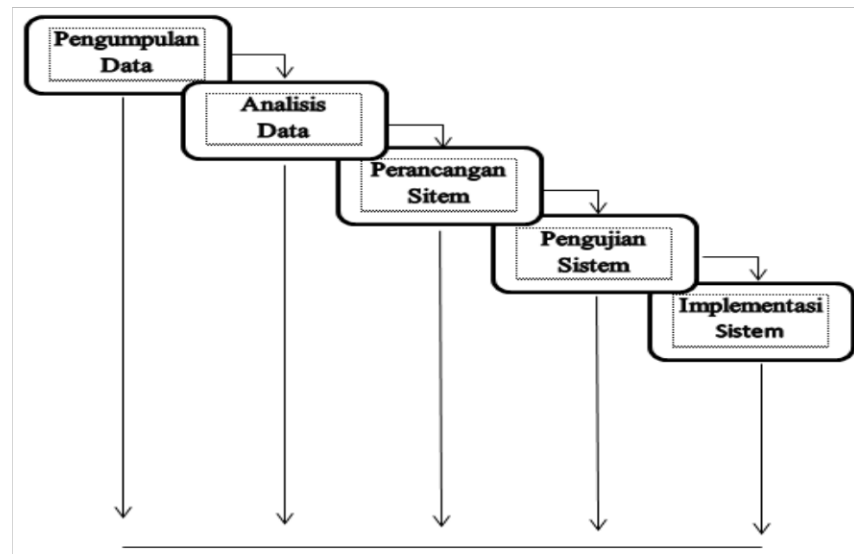 Pengumpulan
Data
Analisis
Data
Perancangan
Sitem
Pengujian
Sistem
Implementasi
Sistem